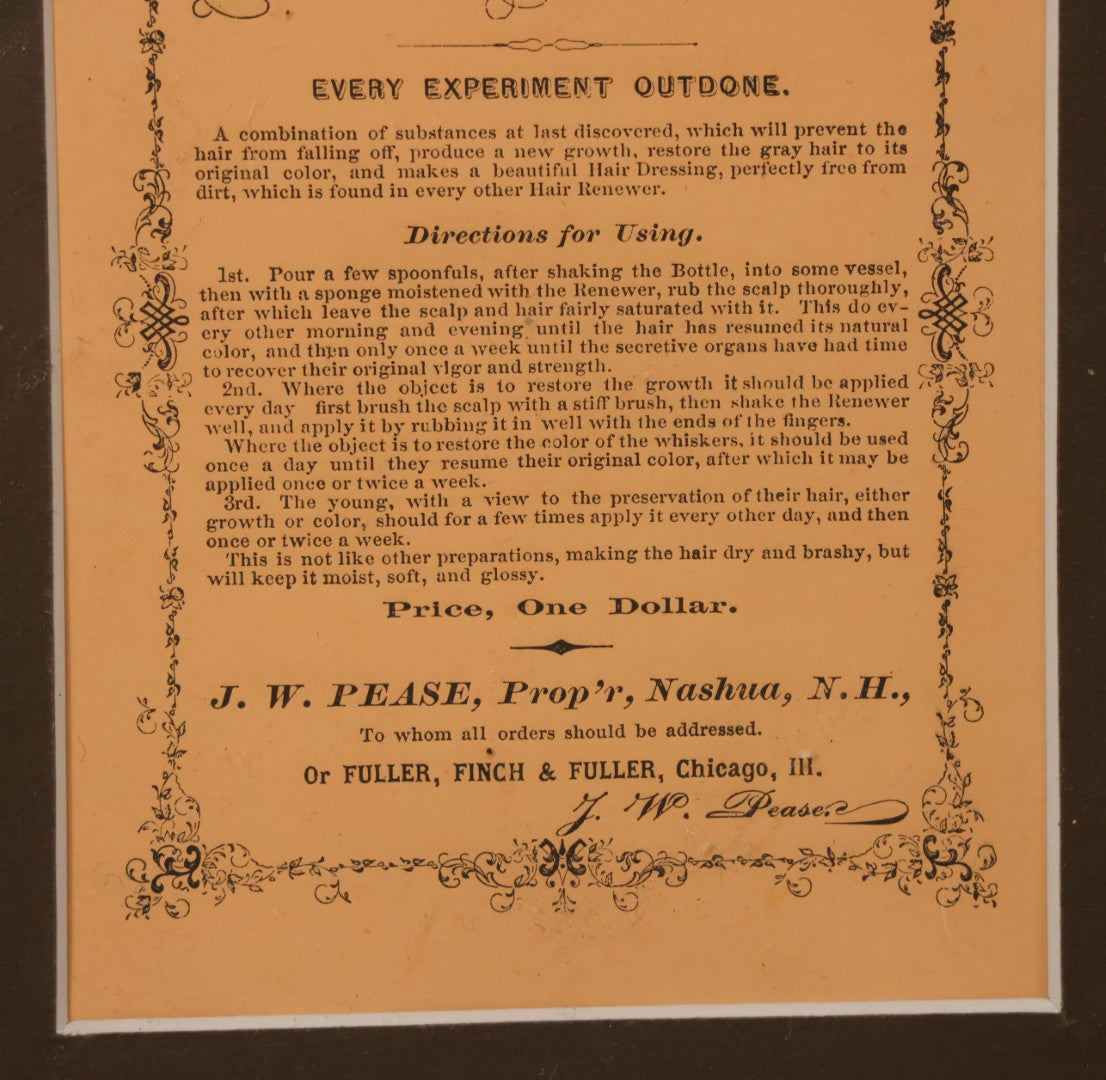 EVERY EXPERIMENT OUTDONE.
A combination of substances at last discovered, which will prevent the
hair from falling off, produce a new growth, restore the gray hair to its
original color, and makes a beautiful Hair Dressing, perfectly free from
dirt, which is found in every other Hair Renewer.
Directions for Using.
1st. Pour a few spoonfuls, after shaking the Bottle, into some vessel,
then with a sponge moistened with the Renewer, rub the scalp thoroughly,
after which leave the scalp and hair fairly saturated with it. This do ev-
ery other morning and evening until the hair has resumed its natural
color, and then only once a week until the secretive organs have had time
to recover their original vigor and strength.
2nd. Where the object is to restore the growth it should be applied
every day first brush the scalp with a stiff brush, then shake the Renewer
well, and apply it by rubbing it in well with the ends of the fingers.
Where the object is to restore the color of the whiskers, it should be used
once a day until they resume their original color, after which it may be
applied once or twice a week.
3rd. The young, with a view to the preservation of their hair, either
growth or color, should for a few times apply it every other day, and then
once or twice a week.
This is not like other preparations, making the hair dry and brashy, but
will keep it moist, soft, and glossy.
Price, One Dollar.
J. W. PEASE, Prop'r, Nashua, N. H.,
To whom all orders should be addressed.
Or FULLER, FINCH & FULLER, Chicago, Ill.
J. W. Pease.